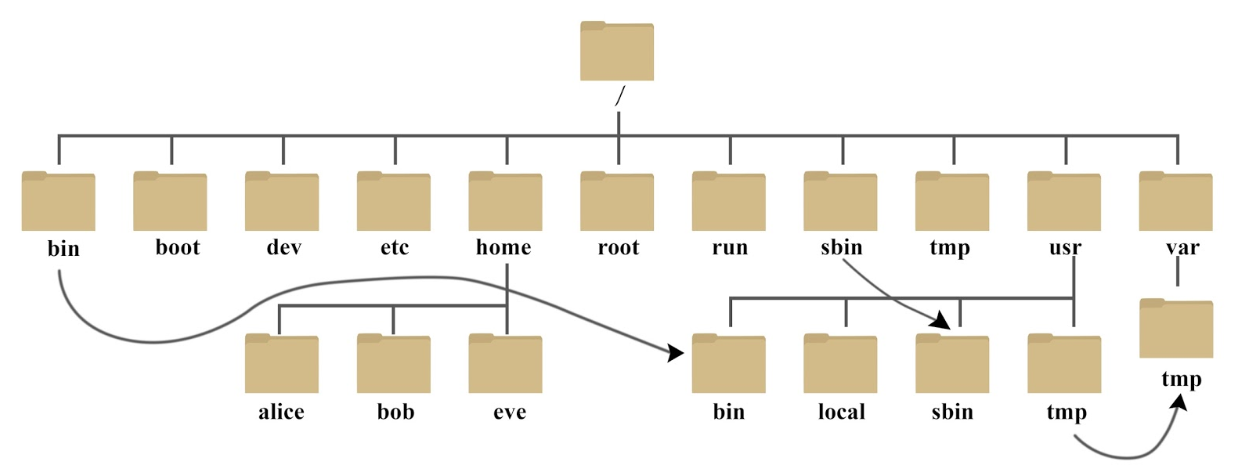 /
bin boot dev etc home root run sbin tmp usr var
tmp
alice bob eve bin local sbin tmp